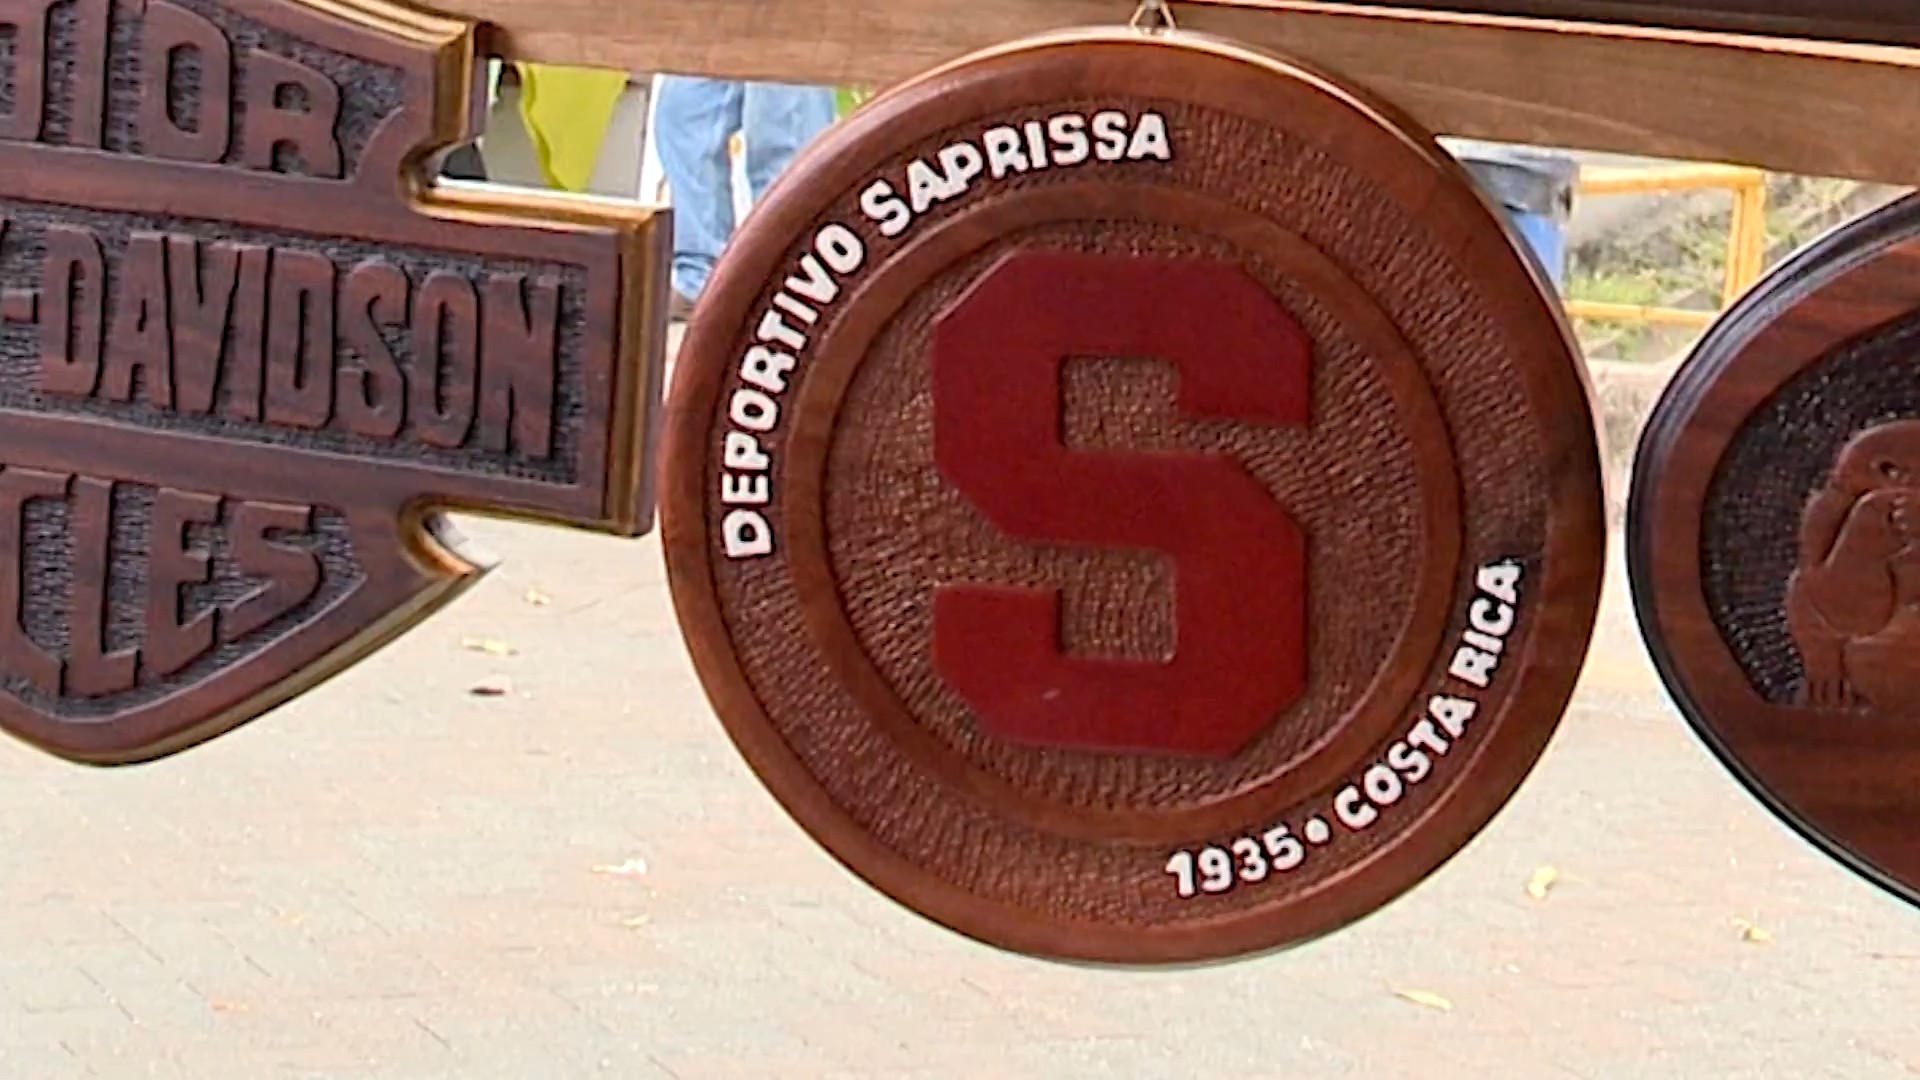 DAVIDSON
DEPORTIVO SAPRISSA
S
1935• COSTA RICA